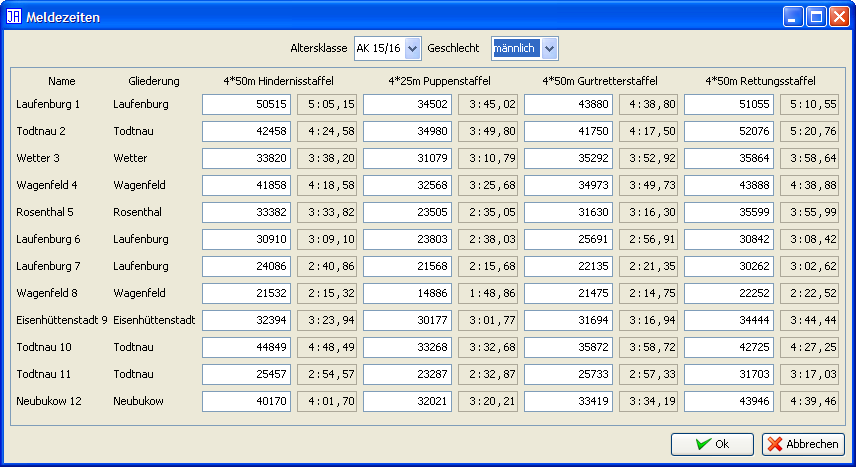 JA Meldezeiten
Altersklasse AK 15/16 Geschlecht männlich
Name Gliederung 4*50m Hindernisstaffel 4*25m Puppenstaffel 4*50m Gurtretterstaffel 4*50m Rettungsstaffel
Laufenburg 1 Laufenburg 50515 5:05,15 34502 3:45,02 43880 4:38,80 51055 5:10,55
Todtnau 2 Todtnau 42458 4:24,58 34980 3:49,80 41750 4:17,50 52076 5:20,76
Wetter 3 Wetter 33820 3:38,20 31079 3:10,79 35292 3:52,92 35864 3:58,64
Wagenfeld 4 Wagenfeld 41858 4:18,58 32568 3:25,68 34973 3:49,73 43888 4:38,88
Rosenthal 5 Rosenthal 33382 3:33,82 23505 2:35,05 31630 3:16,30 35599 3:55,99
Laufenburg 6 Laufenburg 30910 3:09,10 23803 2:38,03 25691 2:56,91 30842 3:08,42
Laufenburg 7 Laufenburg 24086 2:40,86 21568 2:15,68 22135 2:21,35 30262 3:02,62
Wagenfeld 8 Wagenfeld 21532 2:15,32 14886 1:48,86 21475 2:14,75 22252 2:22,52
Eisenhüttenstadt 9 Eisenhüttenstadt 32394 3:23,94 30177 3:01,77 31694 3:16,94 34444 3:44,44
Todtnau 10 Todtnau 44849 4:48,49 33268 3:32,68 35872 3:58,72 42725 4:27,25
Todtnau 11 Todtnau 25457 2:54,57 23287 2:32,87 25733 2:57,33 31703 3:17,03
Neubukow 12 Neubukow 40170 4:01,70 32021 3:20,21 33419 3:34,19 43946 4:39,46
Ok Abbrechen